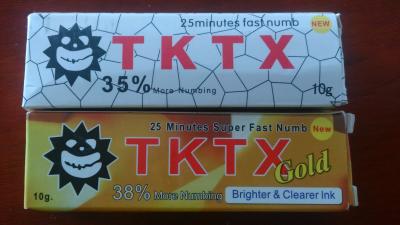 25minutes fast numb
NEW
TKTX
35% More Numbing
10g
25 Minutes Super Fast Numb
New
TKTX
Gold
10g.
38% More Numbing
Brighter & Clearer Ink